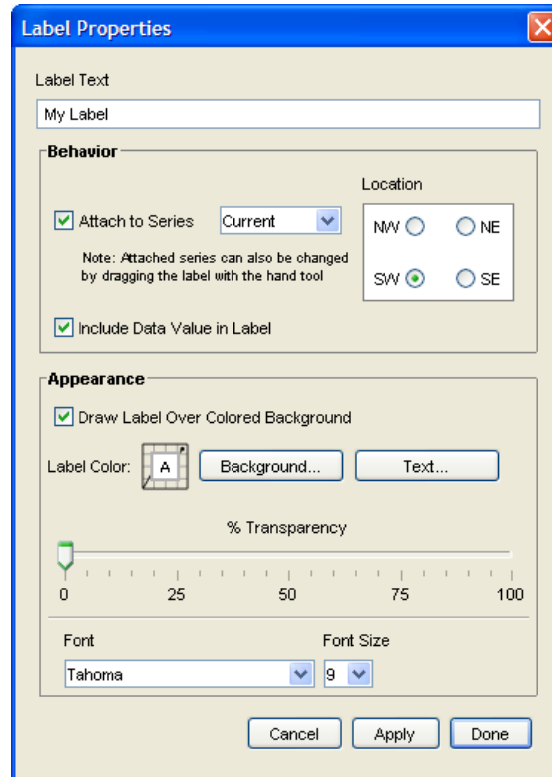 Label Properties
Label Text
My Label
Behavior
Location
Attach to Series Current
NW NE
Note: Attached series can also be changed
by dragging the label with the hand tool
SW SE
Include Data Value in Label
Appearance
Draw Label Over Colored Background
Label Color: A Background... Text...
% Transparency
0 25 50 75 100
Font Font Size
Tahoma 9
Cancel Apply Done